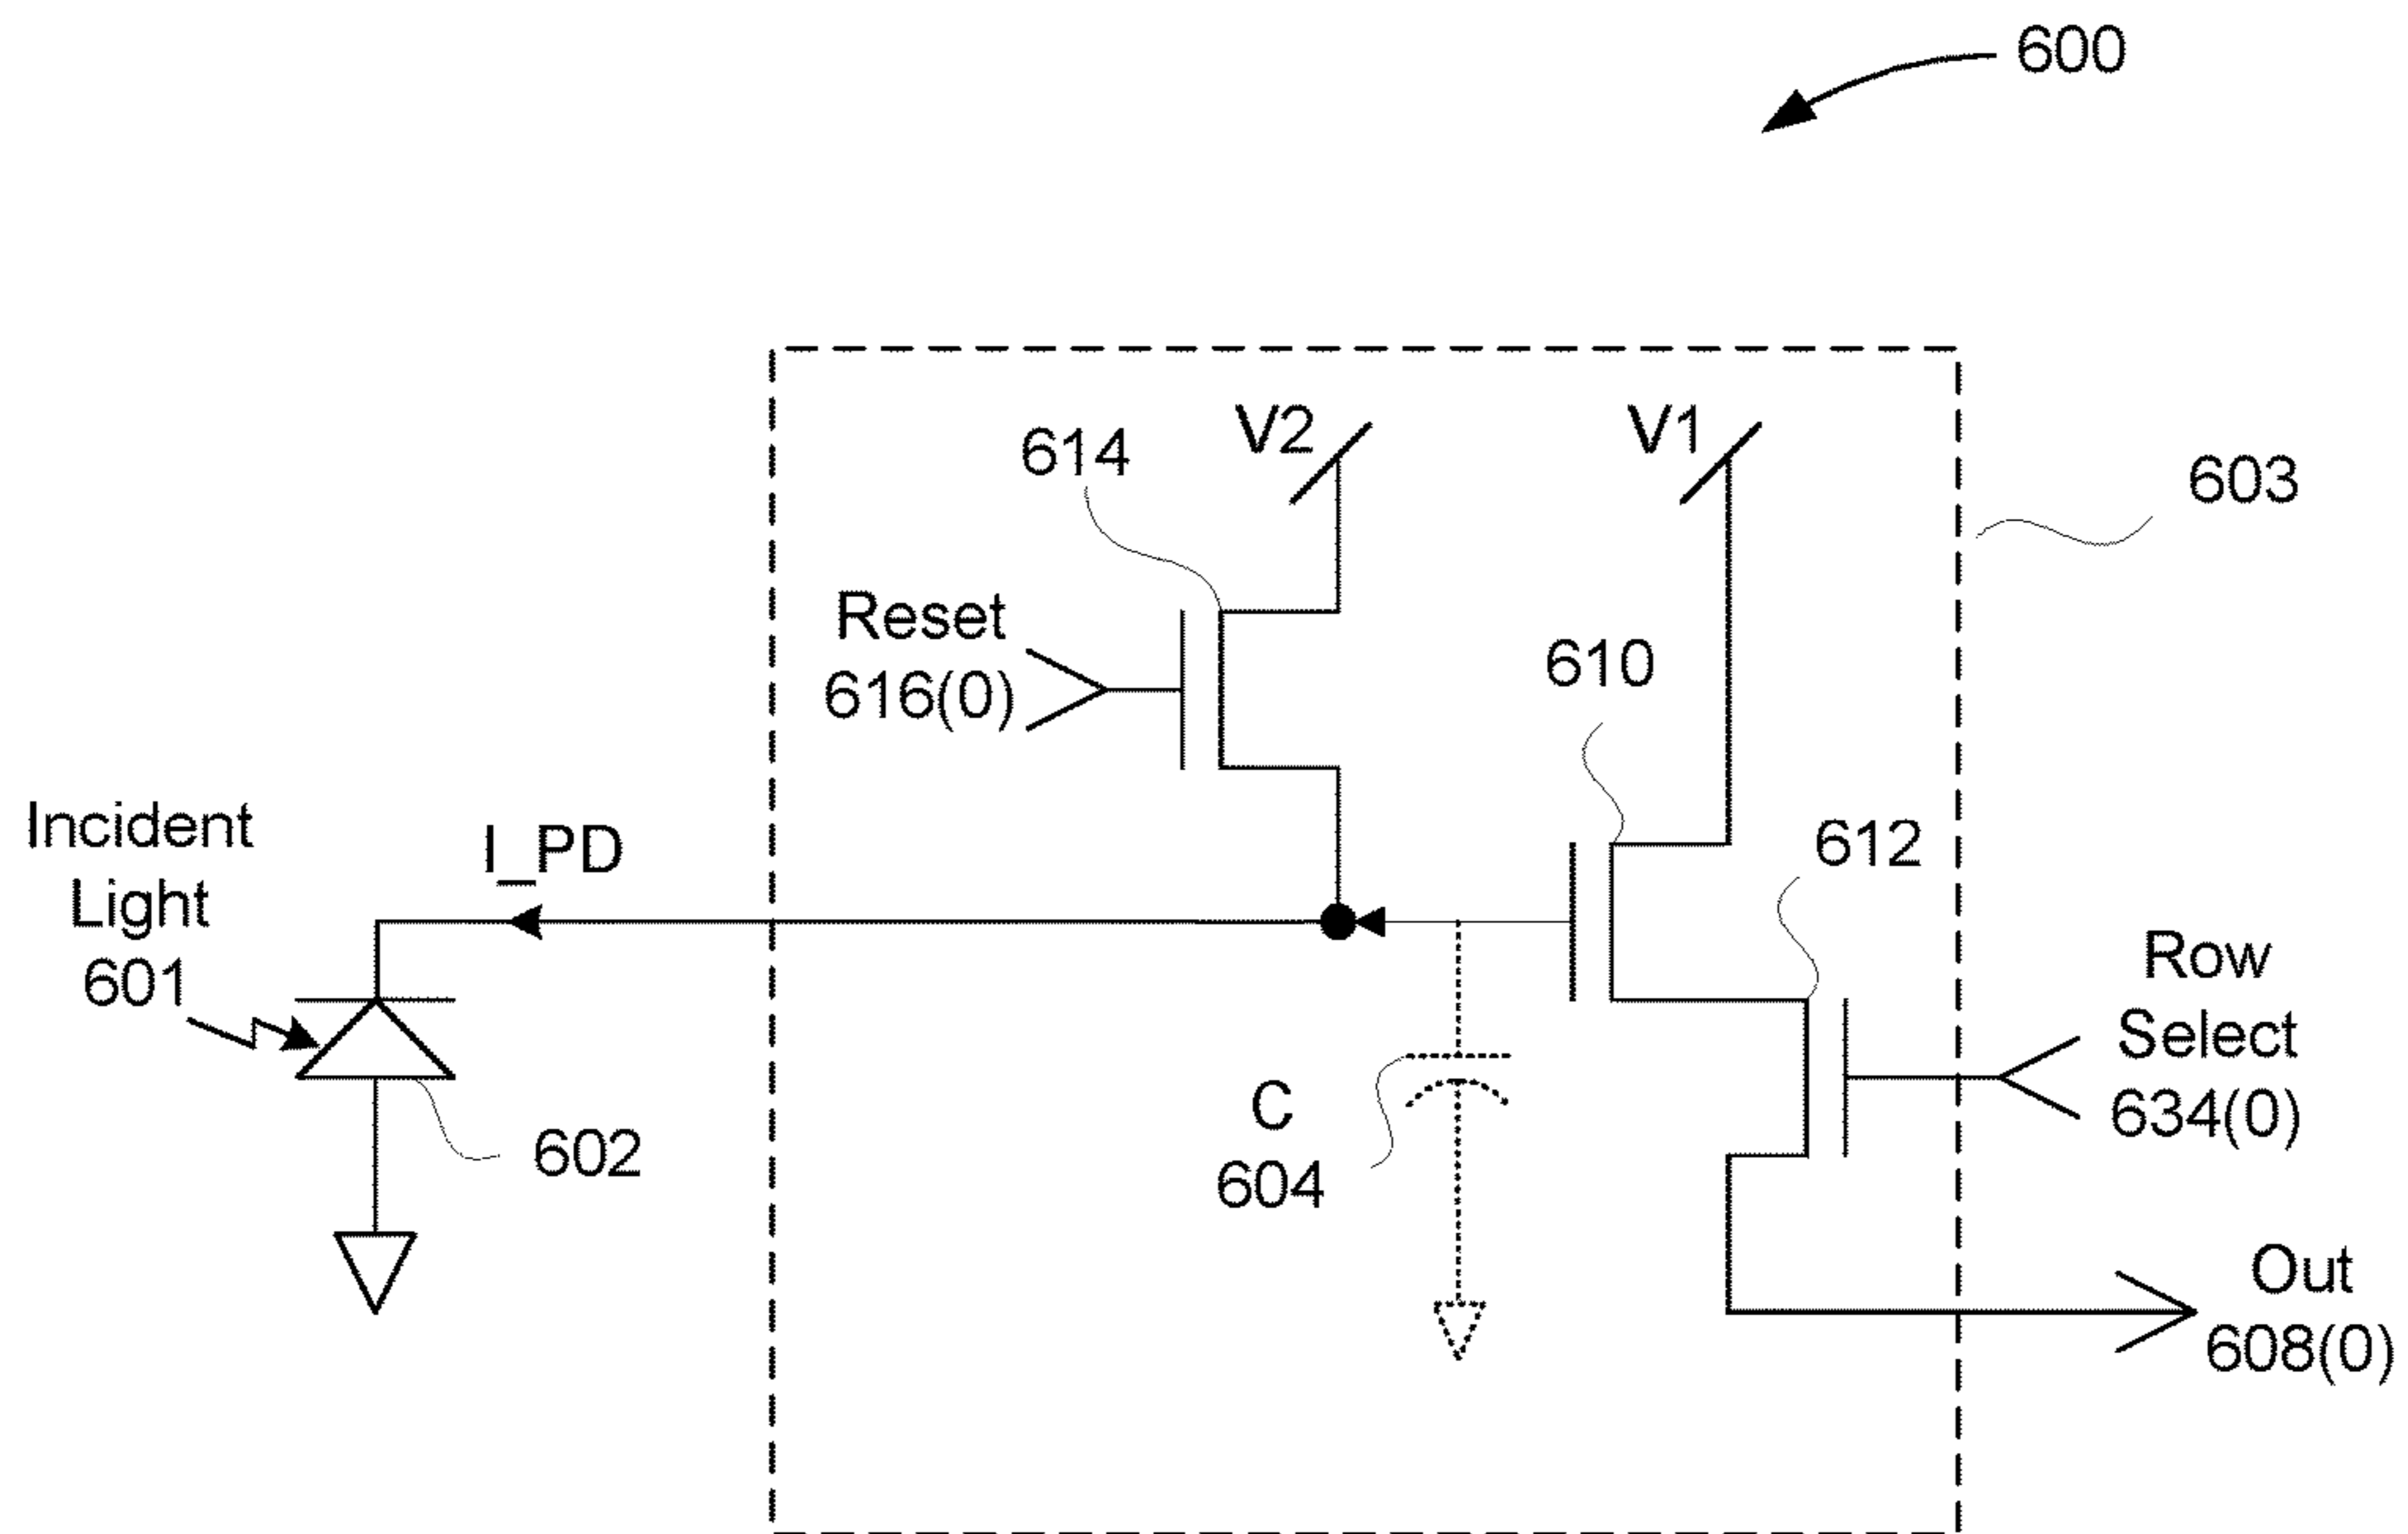 600
V2
V1
614
603
Reset
616(0)
610
Incident
Light
601
I_PD
612
Row
Select
634(0)
C
604
602
Out
608(0)